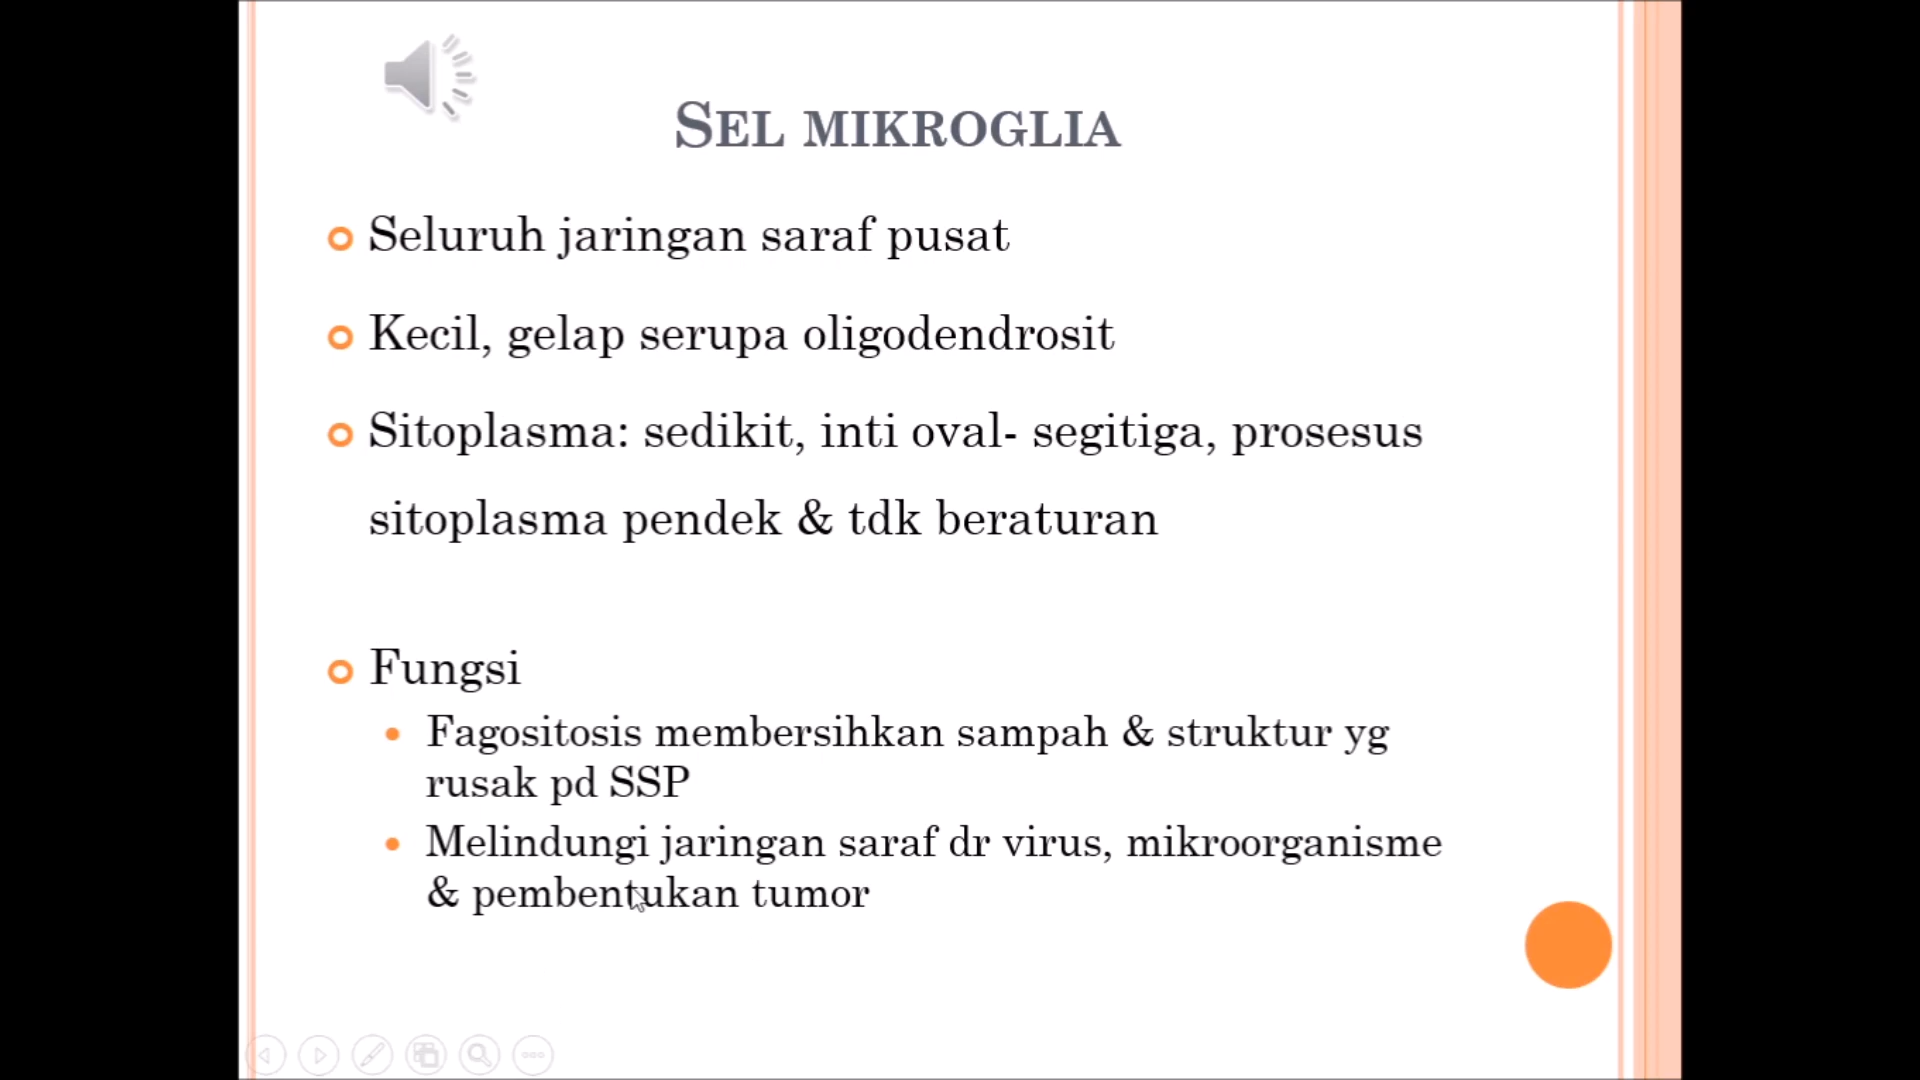 SEL MIKROGLIA
Seluruh jaringan saraf pusat
Kecil, gelap serupa oligodendrosit
Sitoplasma: sedikit, inti oval- segitiga, prosesus
sitoplasma pendek & tdk beraturan
Fungsi
Fagositosis membersihkan sampah & struktur yg
rusak pd SSP
Melindungi jaringan saraf dr virus, mikroorganisme
& pembentukan tumor